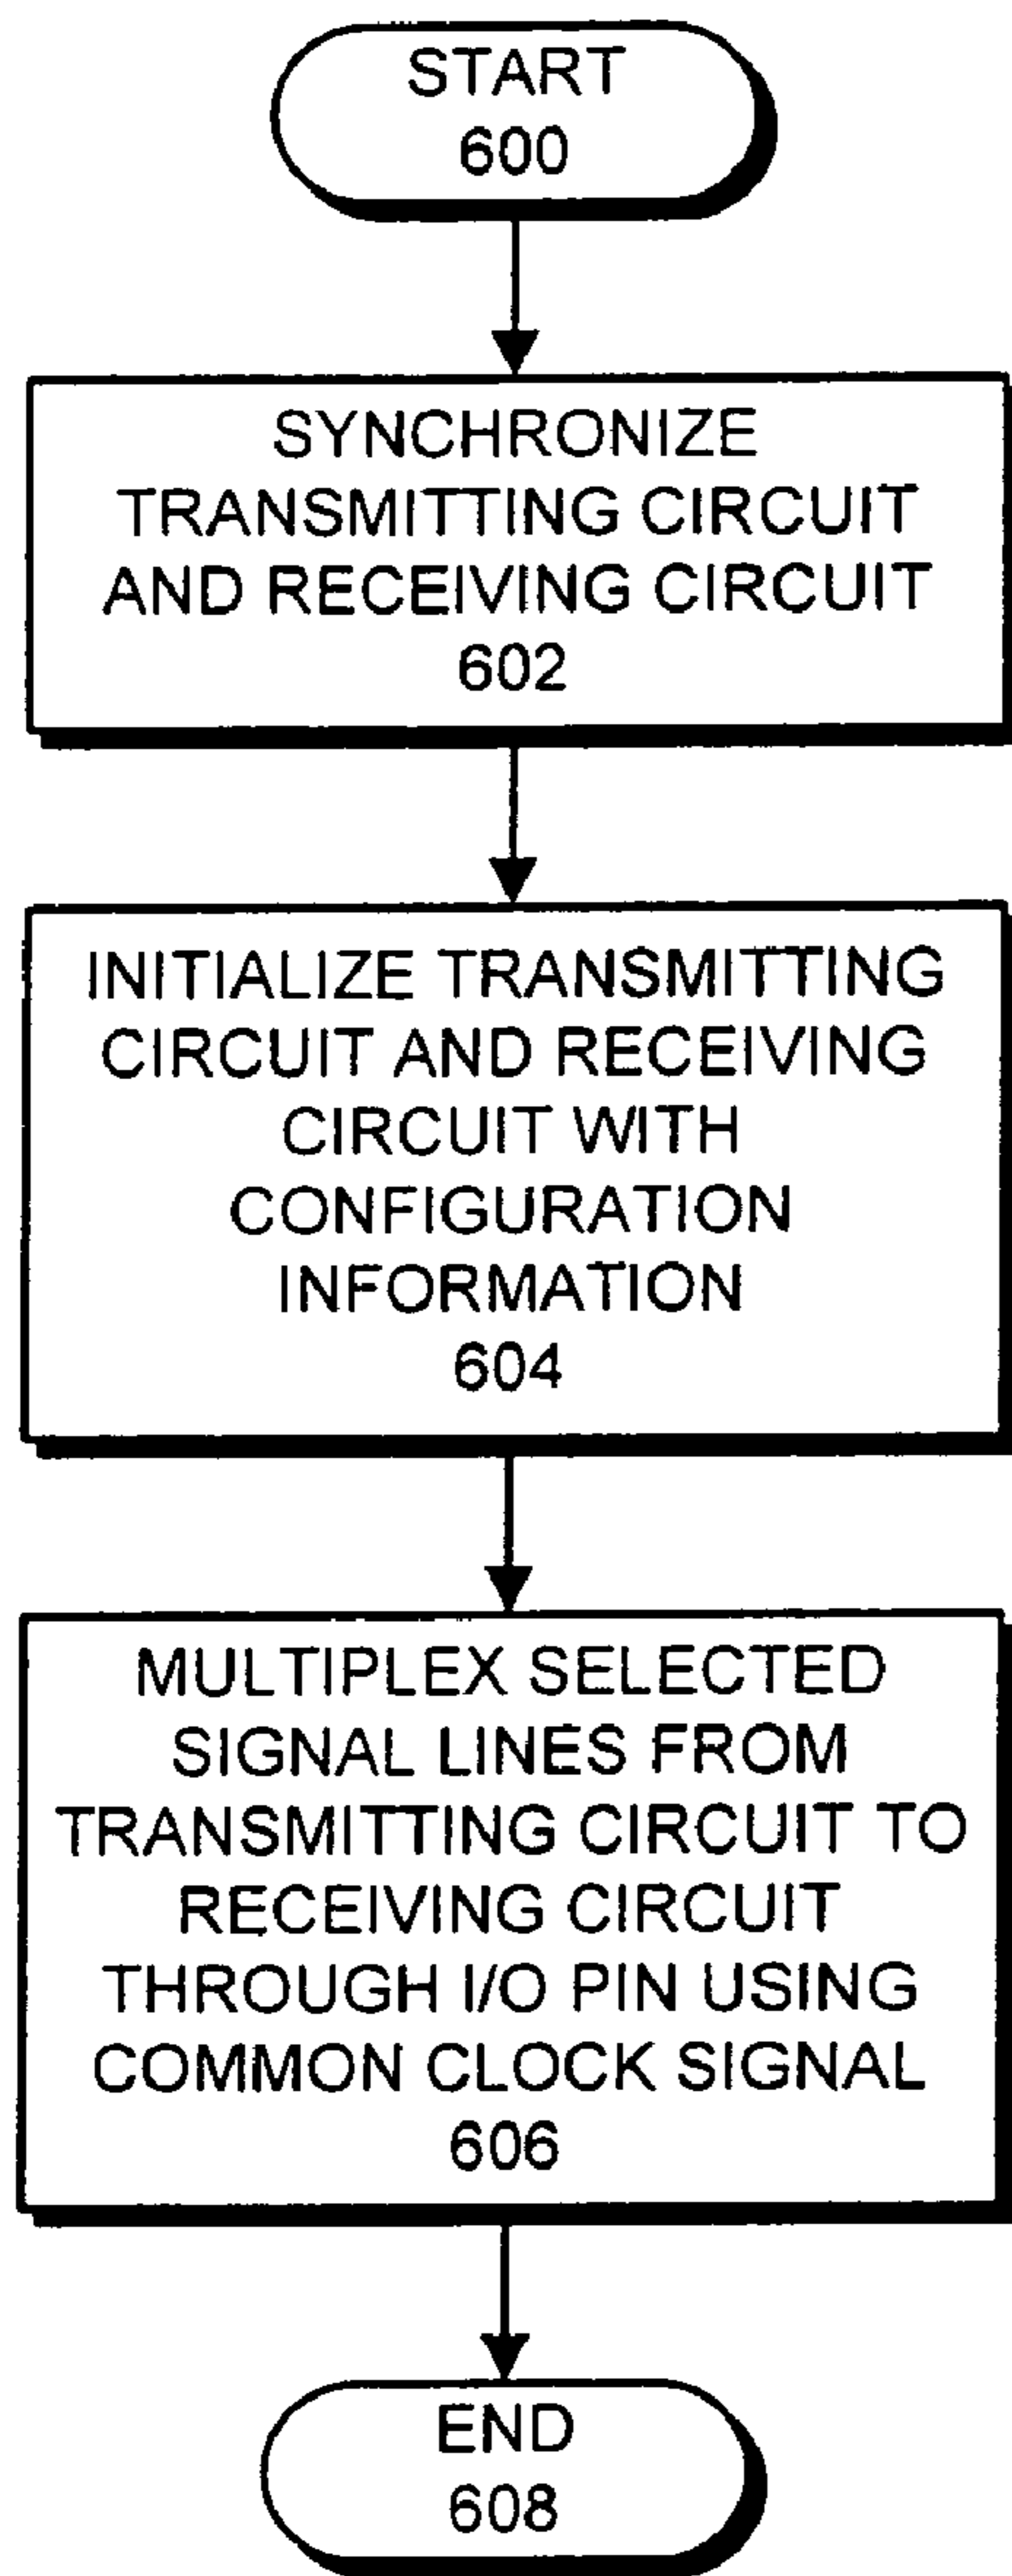 START
600
SYNCHRONIZE
TRANSMITTING CIRCUIT
AND RECEIVING CIRCUIT
602
INITIALIZE TRANSMITTING
CIRCUIT AND RECEIVING
CIRCUIT WITH
CONFIGURATION
INFORMATION
604
MULTIPLEX SELECTED
SIGNAL LINES FROM
TRANSMITTING CIRCUIT TO
RECEIVING CIRCUIT
THROUGH I/O PIN USING
COMMON CLOCK SIGNAL
606
END
608